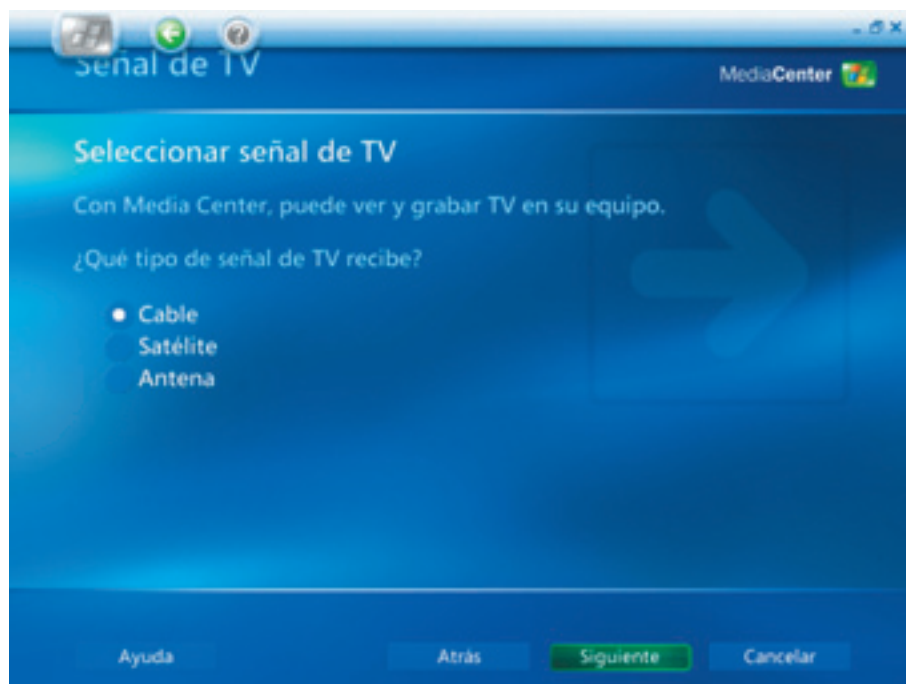 Señal de TV
MediaCenter
Seleccionar señal de TV
Con Media Center, puede ver y grabar TV en su equipo.
¿Qué tipo de señal de TV recibe?
Cable
Satélite
Antena
Ayuda
Atrás
Siguiente
Cancelar